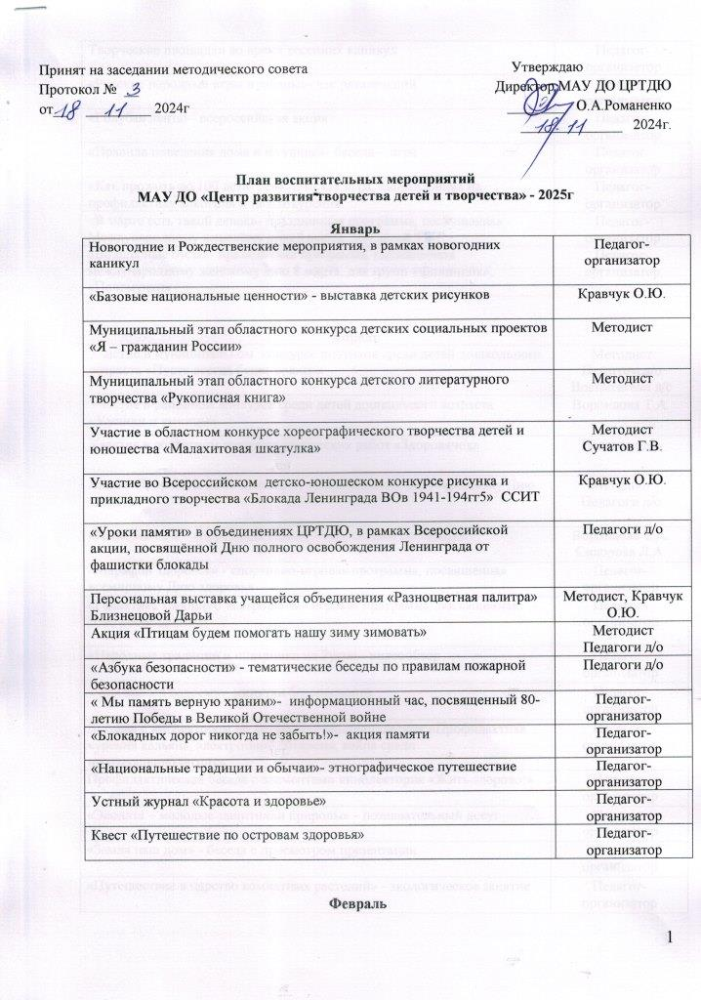 Принят на заседании методического совета
Утверждаю
Протокол № 3
Директор МАУ ДО ЦРТДЮ
от 18 11 2024г
О.А.Романенко
18. 11 2024г.
План воспитательных мероприятий
МАУ ДО «Центр развития творчества детей и творчества» - 2025г
Январь
Новогодние и Рождественские мероприятия, в рамках новогодних
каникул
Педагог-
организатор
«Базовые национальные ценности» - выставка детских рисунков
Кравчук О.Ю.
Муниципальный этап областного конкурса детских социальных проектов
«Я – гражданин России»
Методист
Муниципальный этап областного конкурса детского литературного
творчества «Рукописная книга»
Методист
Участие в областном конкурсе хореографического творчества детей и
юношества «Малахитовая шкатулка»
Методист
Сучатов Г.В.
Участие во Всероссийском детско-юношеском конкурсе рисунка и
прикладного творчества «Блокада Ленинграда ВОв 1941-194гг5» ССИТ
Кравчук О.Ю.
«Уроки памяти» в объединениях ЦРТДЮ, в рамках Всероссийской
акции, посвящённой Дню полного освобождения Ленинграда от
фашистки блокады
Педагоги д/о
Персональная выставка учащейся объединения «Разноцветная палитра»
Близнецовой Дарьи
Методист, Кравчук
О.Ю.
Акция «Птицам будем помогать нашу зиму зимовать»
Методист
Педагоги д/о
«Азбука безопасности» - тематические беседы по правилам пожарной
безопасности
Педагоги д/о
« Мы память верную храним»- информационный час, посвященный 80-
летию Победы в Великой Отечественной войне
Педагог-
организатор
«Блокадных дорог никогда не забыть!»- акция памяти
Педагог-
организатор
«Национальные традиции и обычаи»- этнографическое путешествие
Педагог-
организатор
Устный журнал «Красота и здоровье»
Педагог-
организатор
Квест «Путешествие по островам здоровья»
Педагог-
организатор
Февраль
1